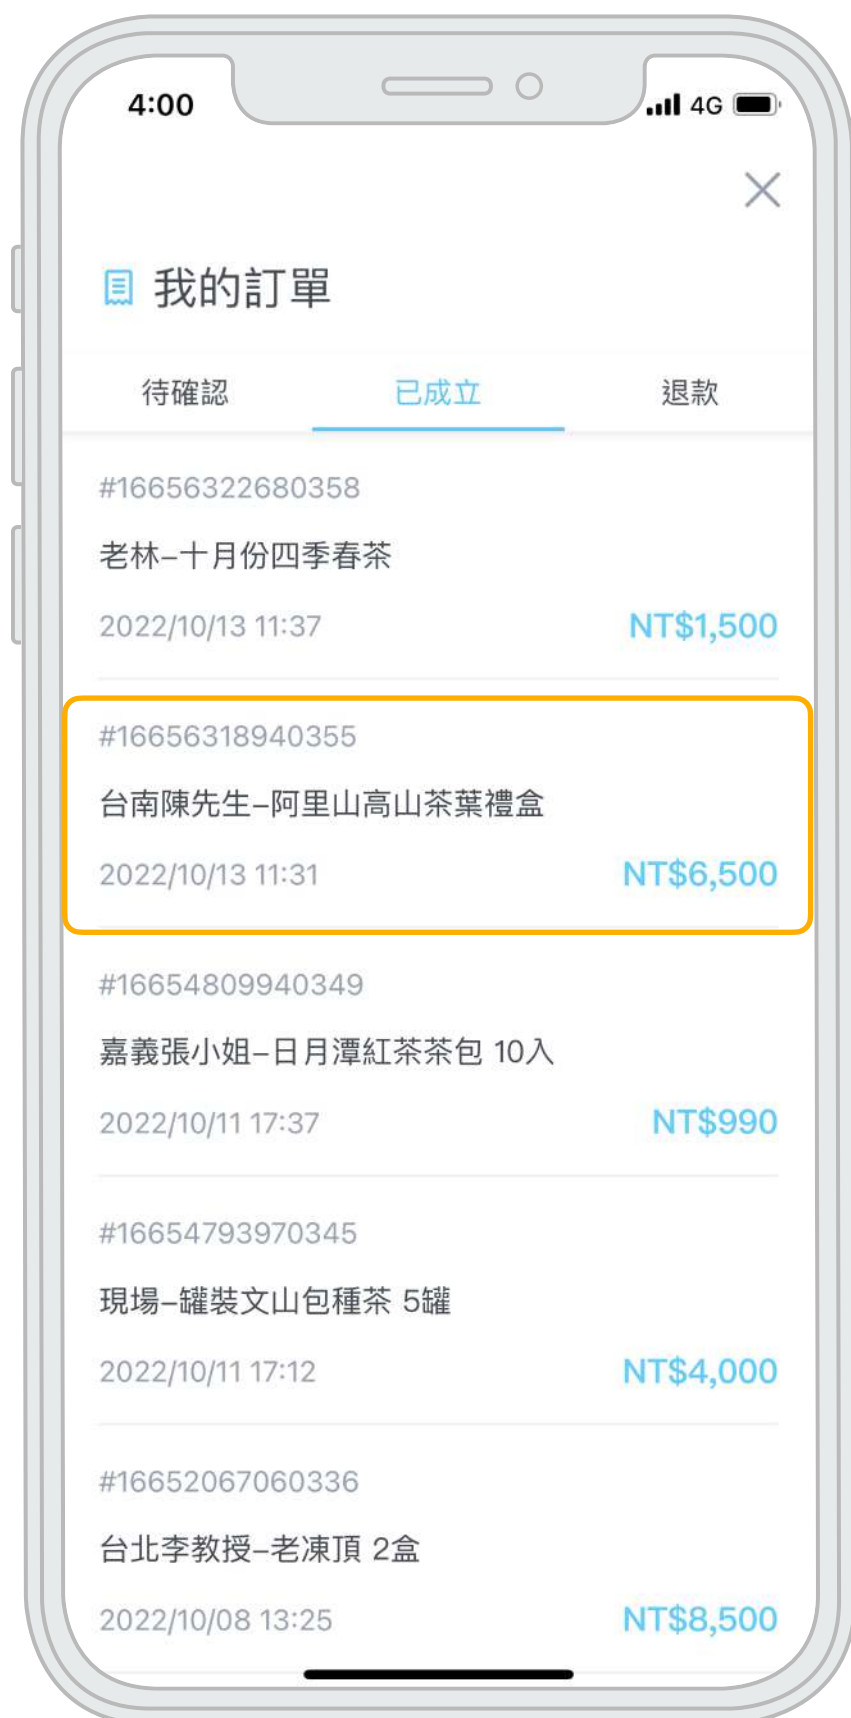 4:00
4G
我的訂單
待確認 已成立 退款
#16656322680358
老林–十月份四季春茶
2022/10/13 11:37 NT$1,500
#16656318940355
台南陳先生–阿里山高山茶葉禮盒
2022/10/13 11:31 NT$6,500
#16654809940349
嘉義張小姐–日月潭紅茶茶包 10入
2022/10/11 17:37 NT$990
#16654793970345
現場–罐裝文山包種茶 5罐
2022/10/11 17:12 NT$4,000
#16652067060336
台北李教授–老凍頂 2盒
2022/10/08 13:25 NT$8,500